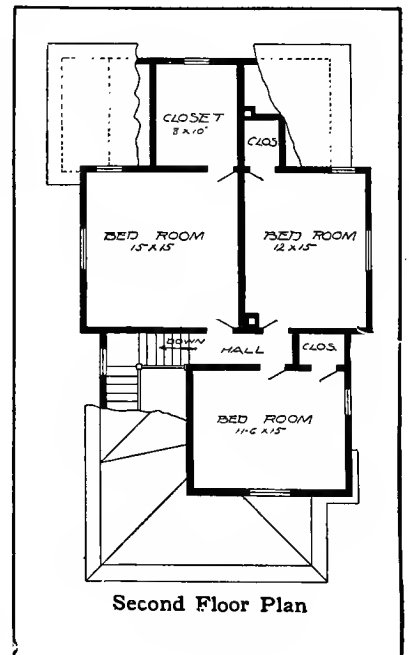 CLOSET
8 x 10
CLOS.
BED ROOM
15 x 15
BED ROOM
12 x 15
DOWN
HALL
CLOS.
BED ROOM
11-6 x 15
Second Floor Plan